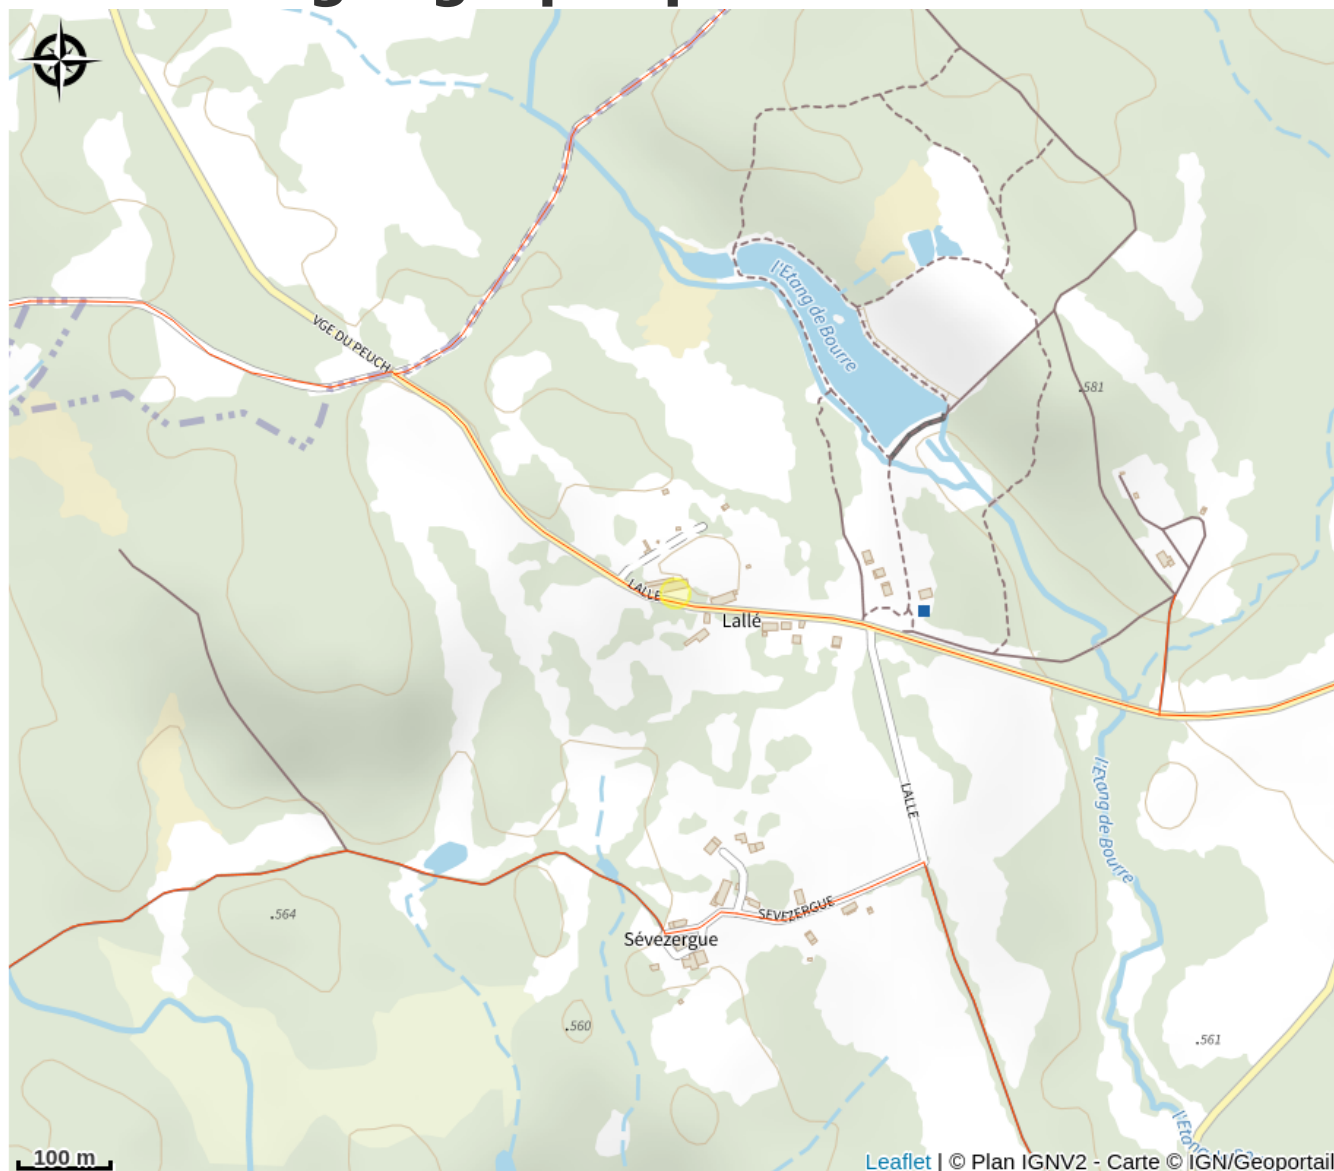 l'Etang de Bourre
VGE DU PEUCH
.581
LALLE
Lallé
LALLE
l'Etang de Bourre
SEVEZERGUE
Sévezergue
.564
.560
.561
100 m
Leaflet | © Plan IGNV2 - Carte © IGN/Geoportail